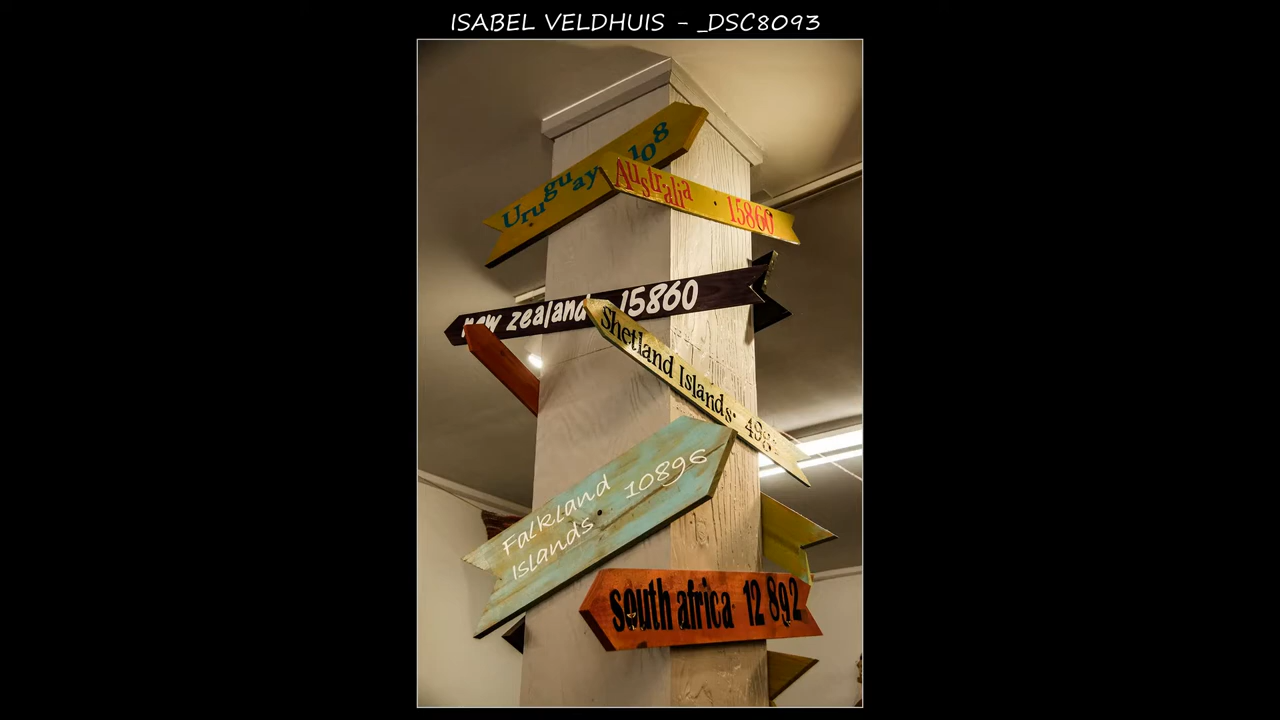 ISABEL VELDHUIS - _DSC8093
Uruguay 108
Australia 15860
new zealand 15860
Shetland Islands
Falkland
Islands 10896
south africa 12 892